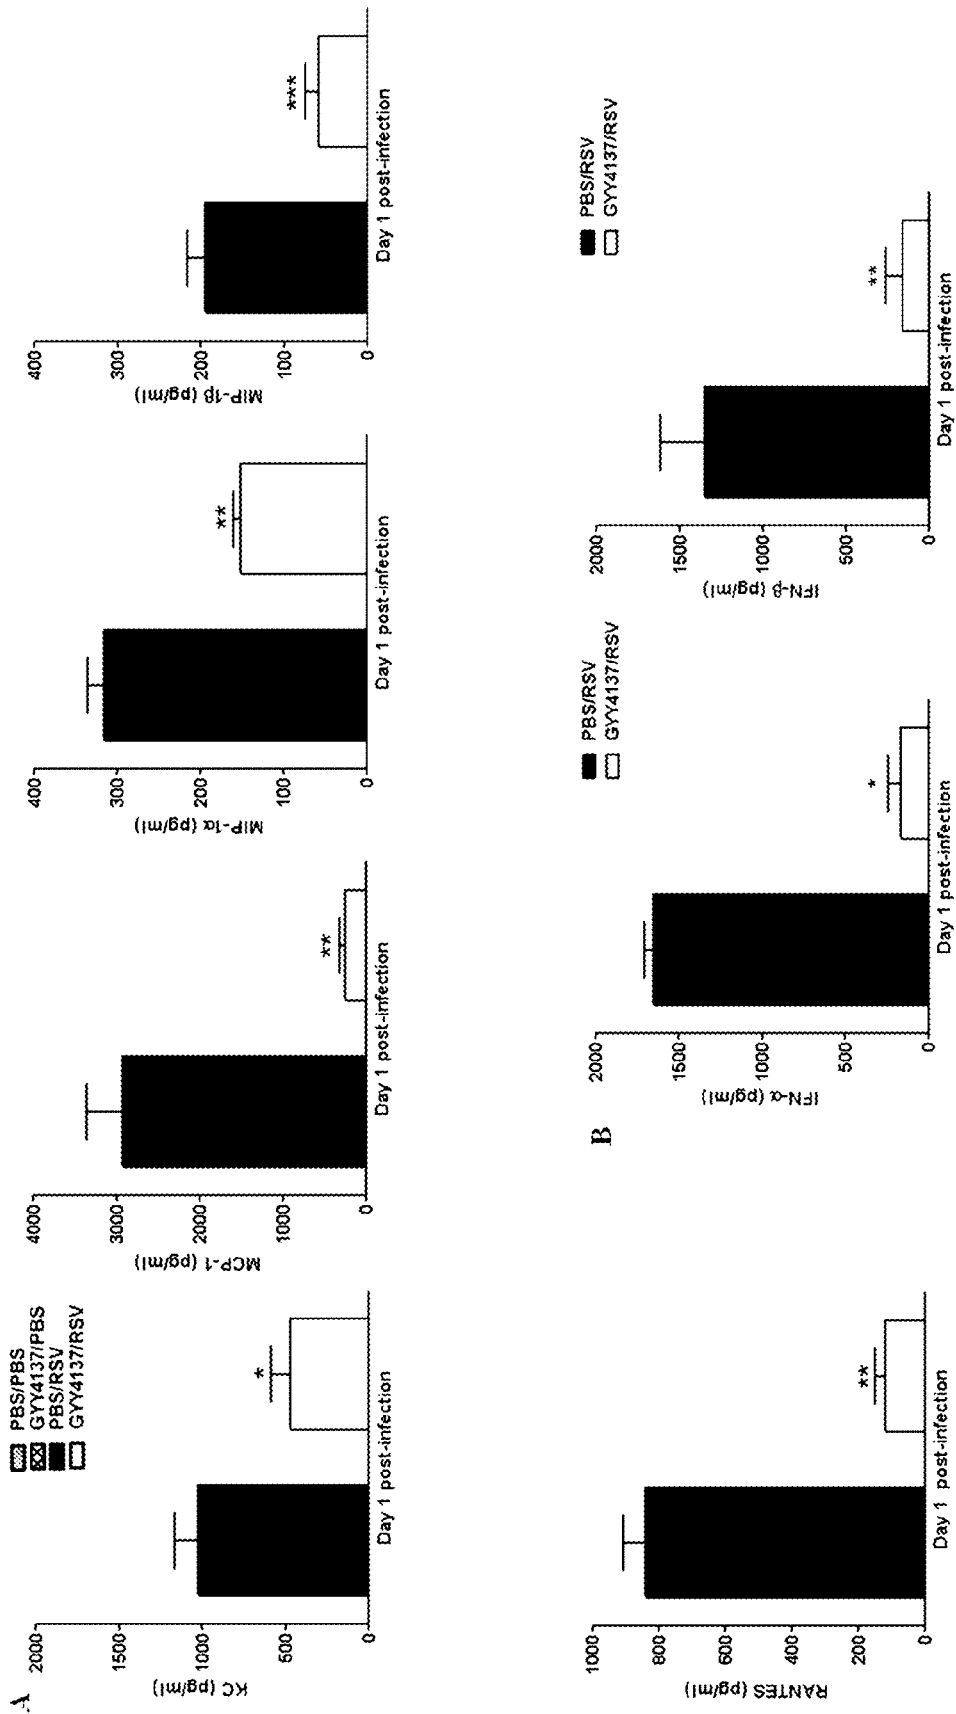 A
PBS/PBS
GYY4137/PBS
PBS/RSV
GYY4137/RSV
KC (pg/ml)
2000
1500
1000
500
0
*
Day 1 post-infection
MCP-1 (pg/ml)
4000
3000
2000
1000
0
**
Day 1 post-infection
MIP-1α (pg/ml)
400
300
200
100
0
**
Day 1 post-infection
MIP-1β (pg/ml)
400
300
200
100
0
***
Day 1 post-infection
RANTES (pg/ml)
1000
800
600
400
200
0
**
Day 1 post-infection
B
PBS/RSV
GYY4137/RSV
IFN-α (pg/ml)
2000
1500
1000
500
0
*
Day 1 post-infection
PBS/RSV
GYY4137/RSV
IFN-β (pg/ml)
2000
1500
1000
500
0
**
Day 1 post-infection